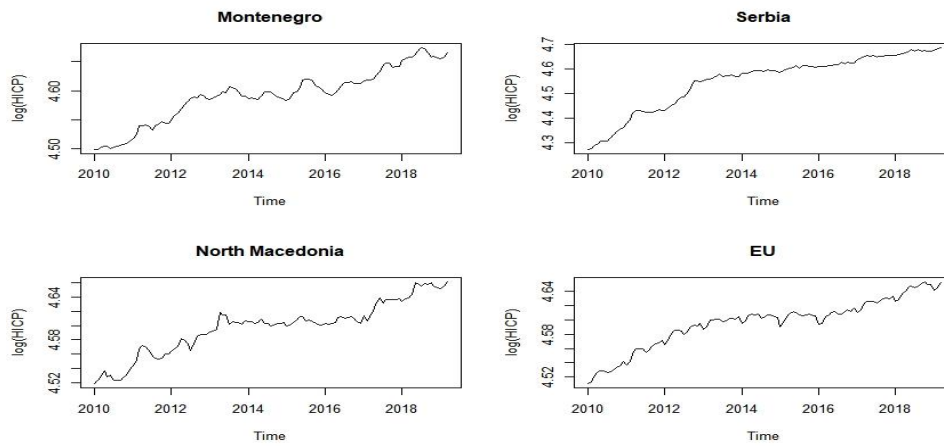 Montenegro
log(HICP)
4.60
4.50
2010 2012 2014 2016 2018
Time
Serbia
log(HICP)
4.7
4.6
4.5
4.4
4.3
2010 2012 2014 2016 2018
Time
North Macedonia
log(HICP)
4.64
4.58
4.52
2010 2012 2014 2016 2018
Time
EU
log(HICP)
4.64
4.58
4.52
2010 2012 2014 2016 2018
Time